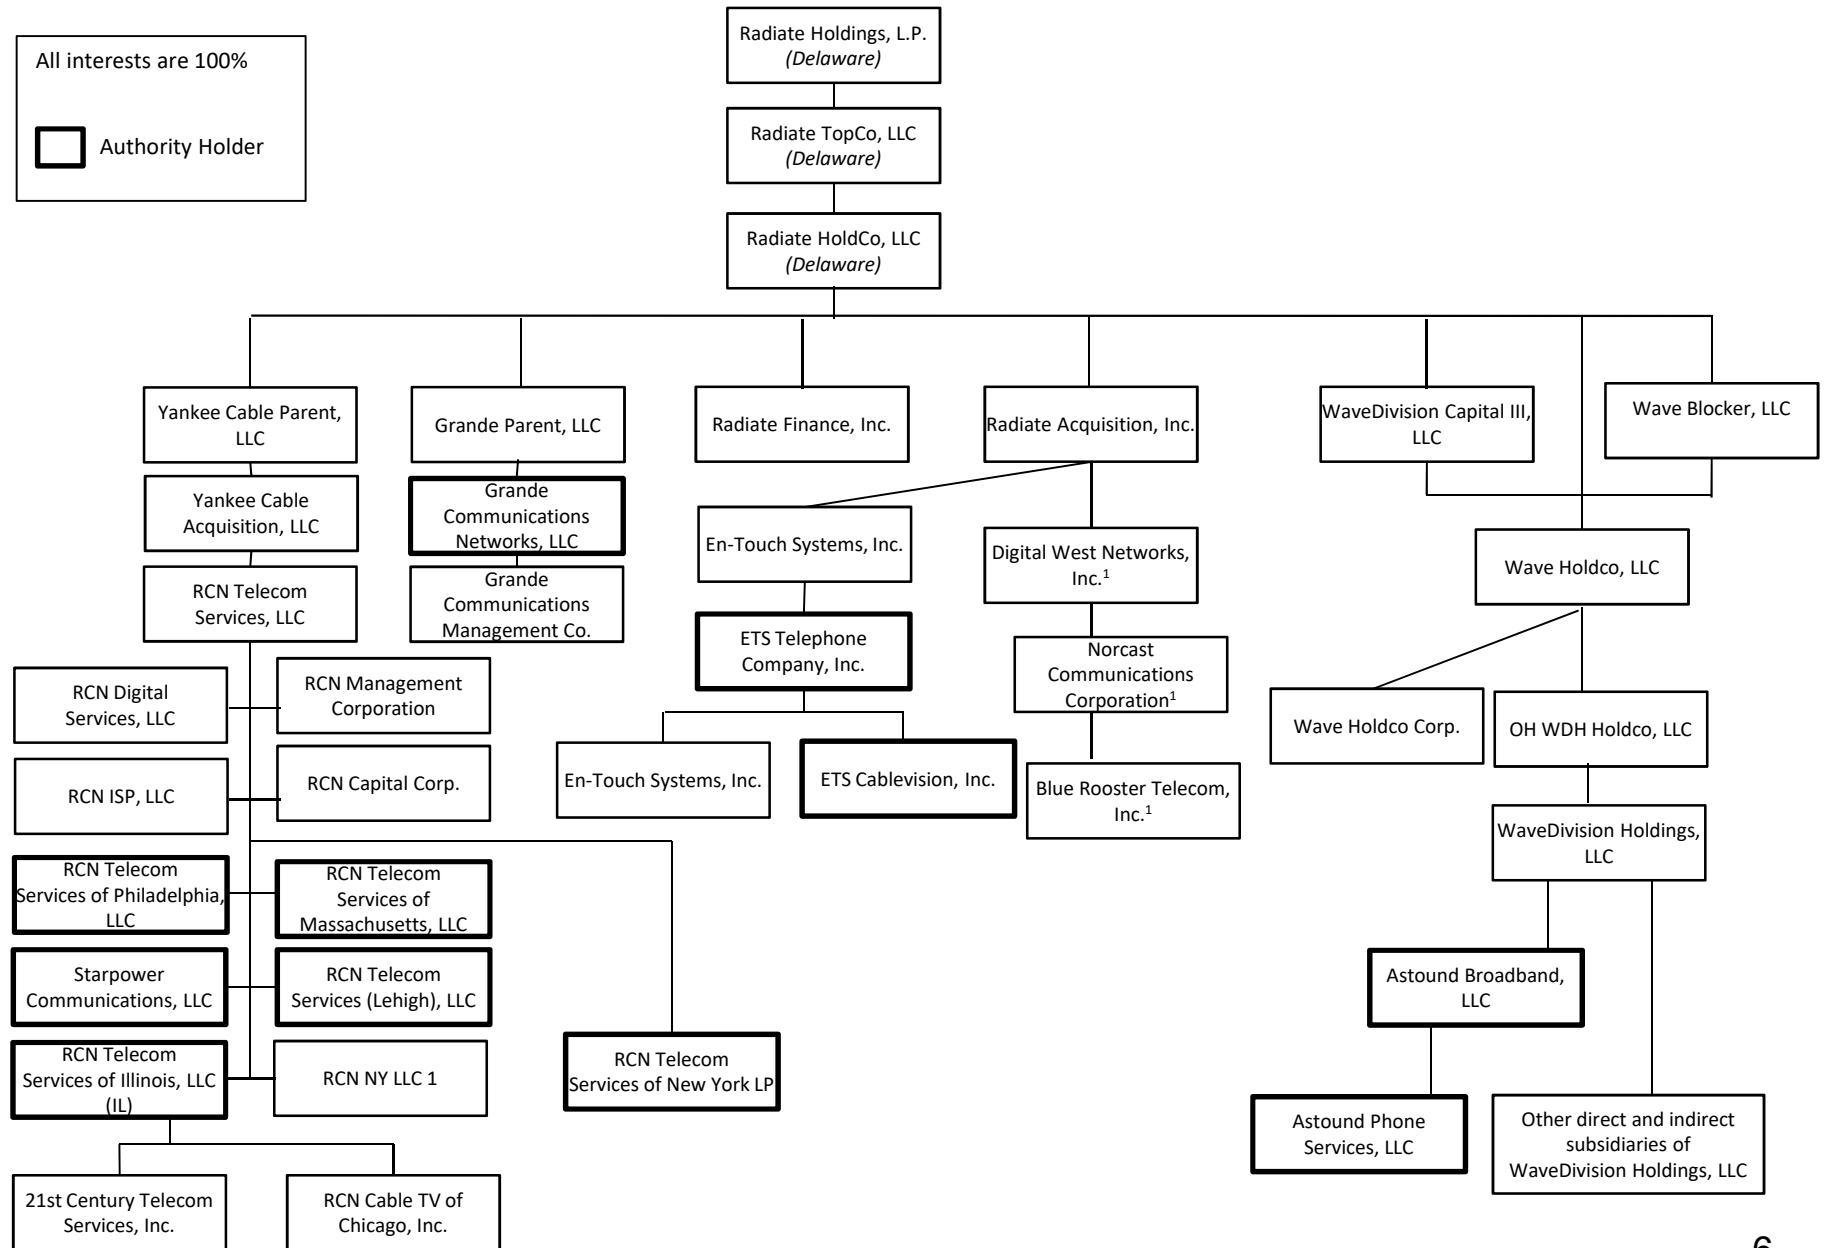 All interests are 100%
Authority Holder
Radiate Holdings, L.P.
(Delaware)
Radiate TopCo, LLC
(Delaware)
Radiate HoldCo, LLC
(Delaware)
Yankee Cable Parent,
LLC
Grande Parent, LLC
Radiate Finance, Inc.
Radiate Acquisition, Inc.
WaveDivision Capital III,
LLC
Wave Blocker, LLC
Yankee Cable
Acquisition, LLC
Grande
Communications
Networks, LLC
En-Touch Systems, Inc.
Digital West Networks,
Inc.¹
Wave Holdco, LLC
RCN Telecom
Services, LLC
Grande
Communications
Management Co.
ETS Telephone
Company, Inc.
Norcast
Communications
Corporation¹
RCN Digital
Services, LLC
RCN Management
Corporation
Wave Holdco Corp.
OH WDH Holdco, LLC
RCN ISP, LLC
RCN Capital Corp.
En-Touch Systems, Inc.
ETS Cablevision, Inc.
Blue Rooster Telecom,
Inc.¹
WaveDivision Holdings,
LLC
RCN Telecom
Services of Philadelphia,
LLC
RCN Telecom
Services of
Massachusetts, LLC
Starpower
Communications, LLC
RCN Telecom
Services (Lehigh), LLC
Astound Broadband,
LLC
RCN Telecom
Services of Illinois, LLC
(IL)
RCN NY LLC 1
RCN Telecom
Services of New York LP
Astound Phone
Services, LLC
Other direct and indirect
subsidiaries of
WaveDivision Holdings, LLC
21st Century Telecom
Services, Inc.
RCN Cable TV of
Chicago, Inc.
6